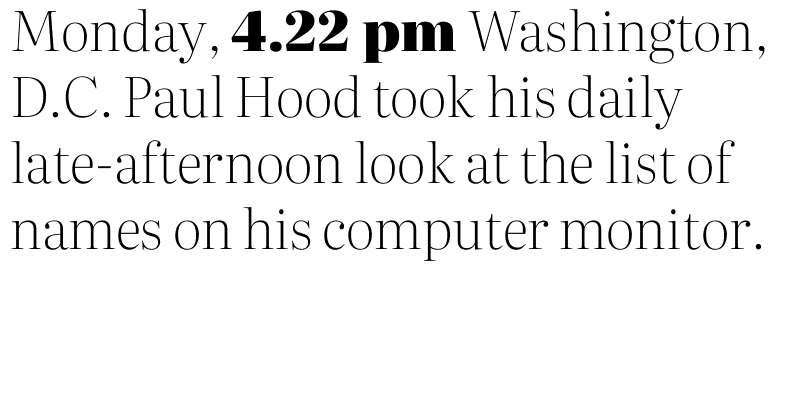 Monday, 4.22 pm Washington,
D.C. Paul Hood took his daily
late-afternoon look at the list of
names on his computer monitor.